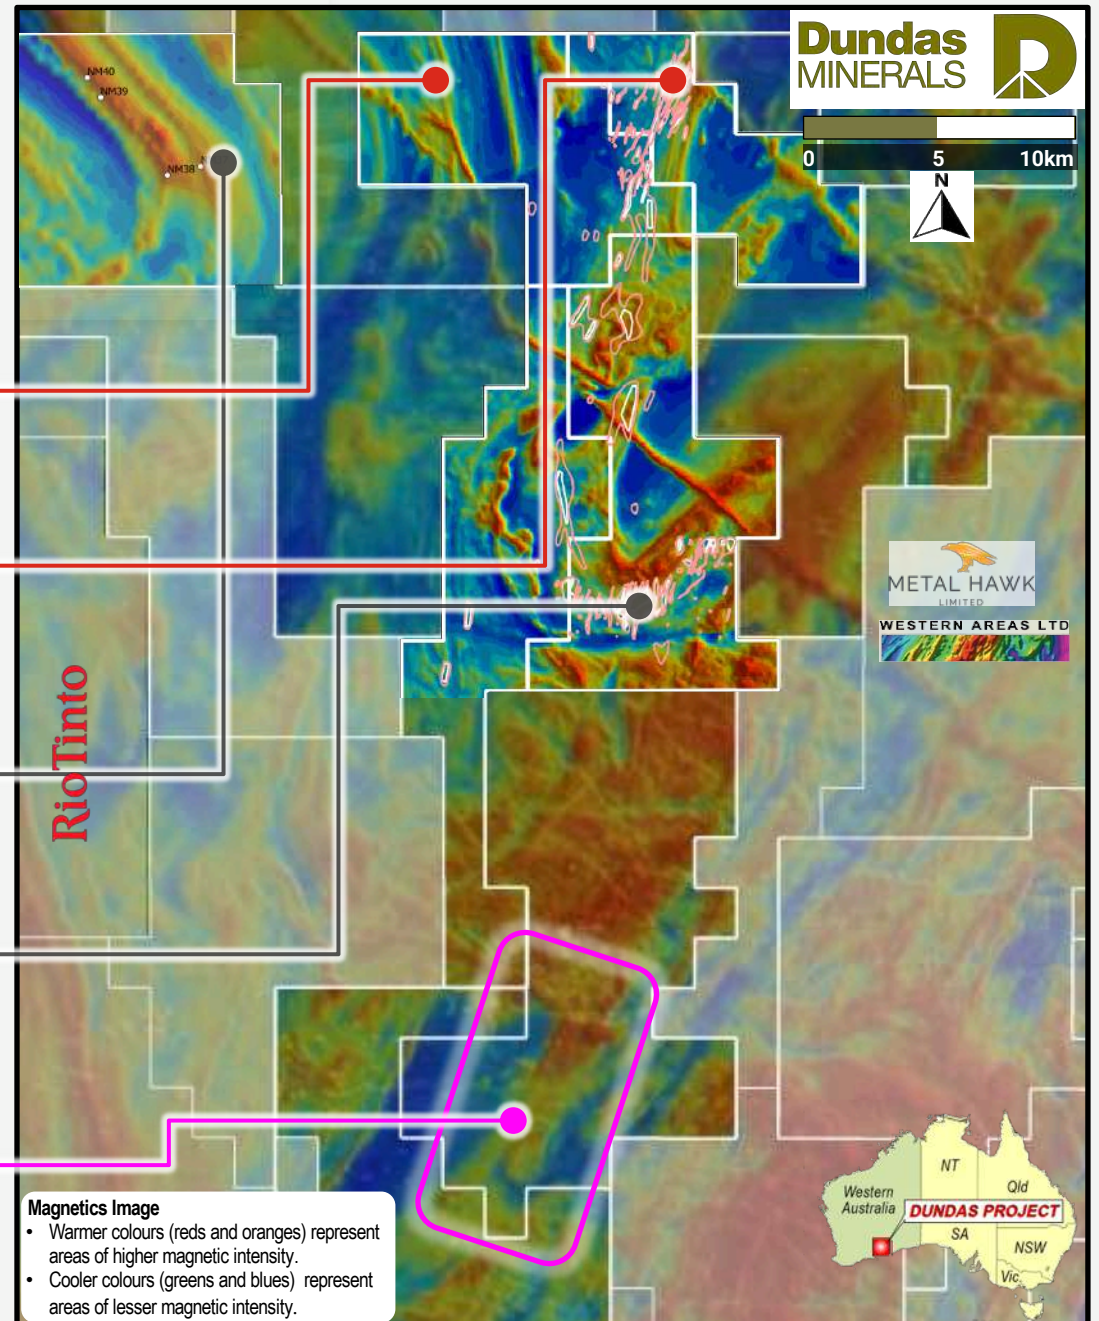 Dundas
MINERALS
0 5 10km
N
NM40
NM39
NM38
METAL HAWK
LIMITED
WESTERN AREAS LTD
RioTinto
Magnetics Image
• Warmer colours (reds and oranges) represent
areas of higher magnetic intensity.
• Cooler colours (greens and blues) represent
areas of lesser magnetic intensity.
NT
Qld
Western
Australia
DUNDAS PROJECT
SA
NSW
Vic.